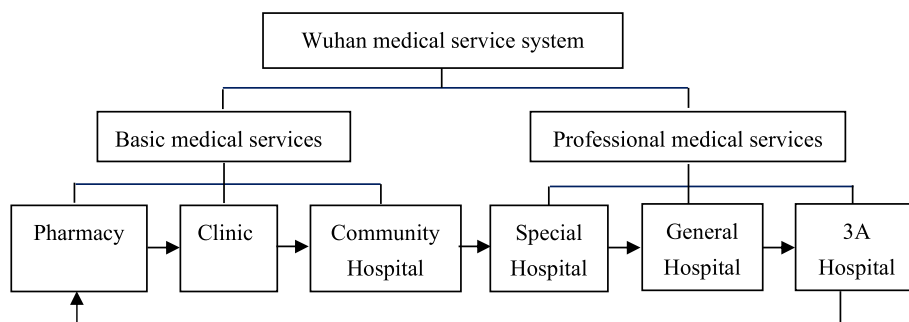 Wuhan medical service system
Basic medical services
Professional medical services
Pharmacy
Clinic
Community
Hospital
Special
Hospital
General
Hospital
3A
Hospital